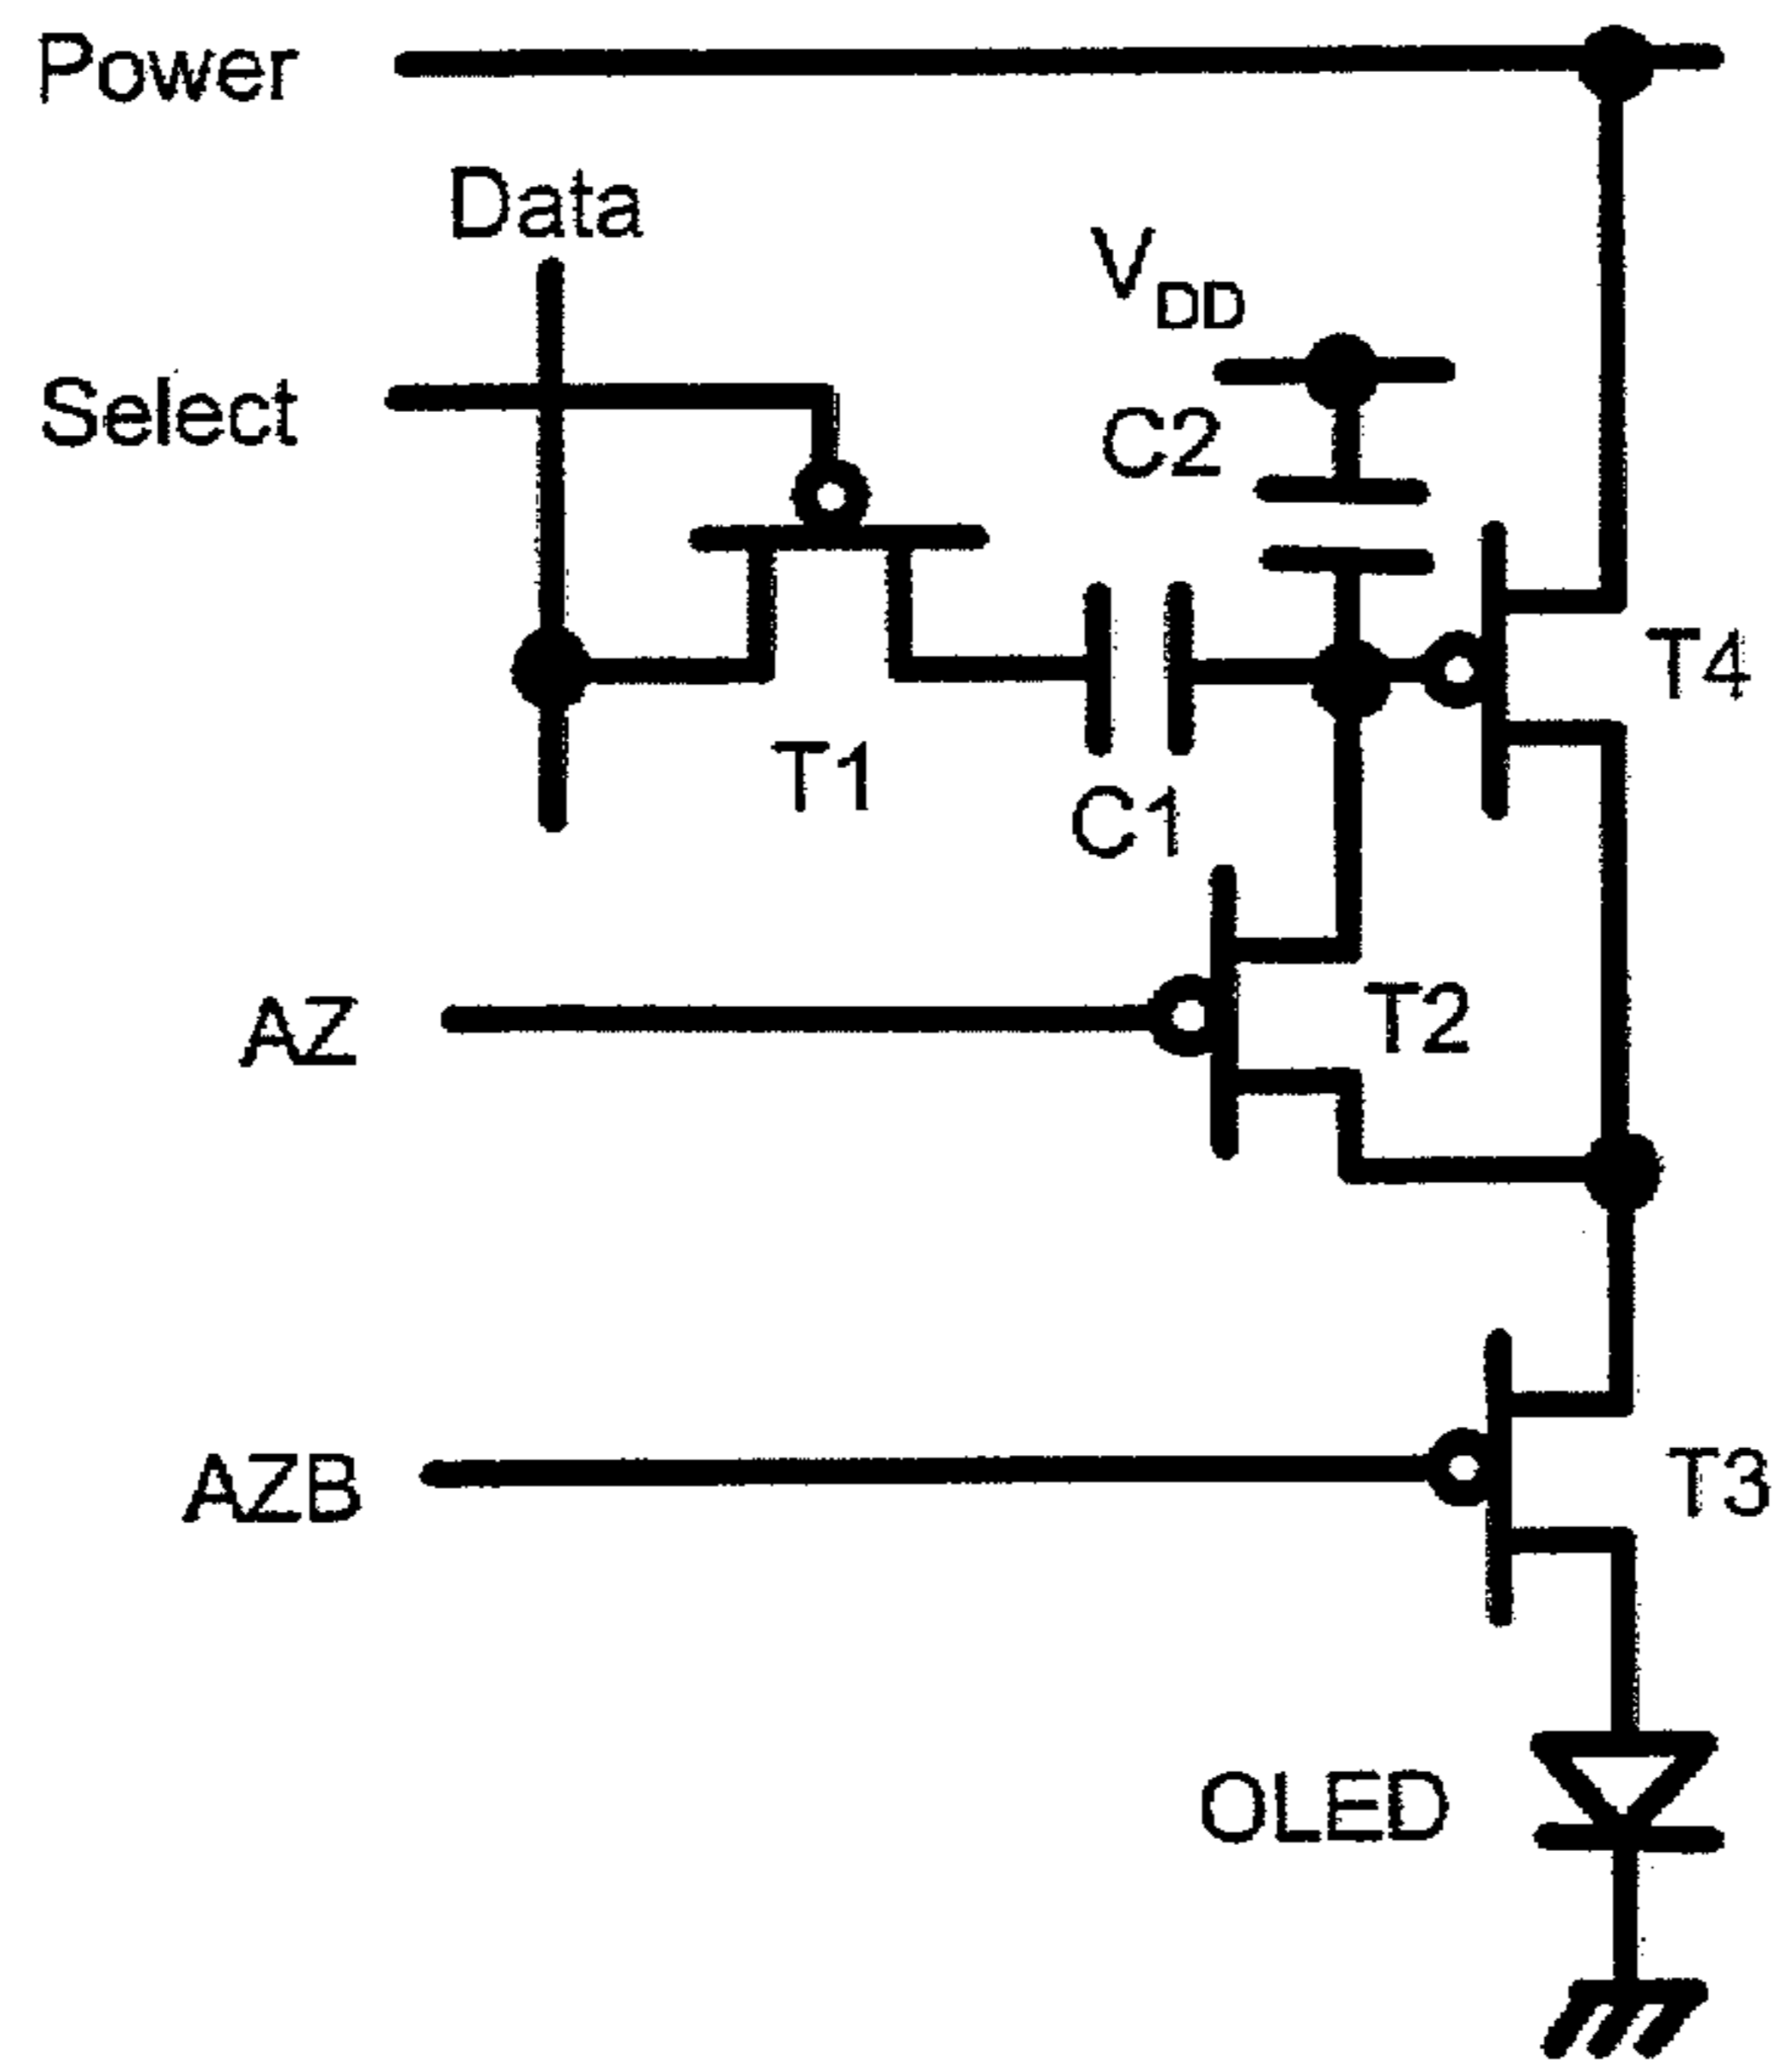 Power
Data
VDD
Select
C2
T4
T1
C1
AZ
T2
AZB
T3
OLED